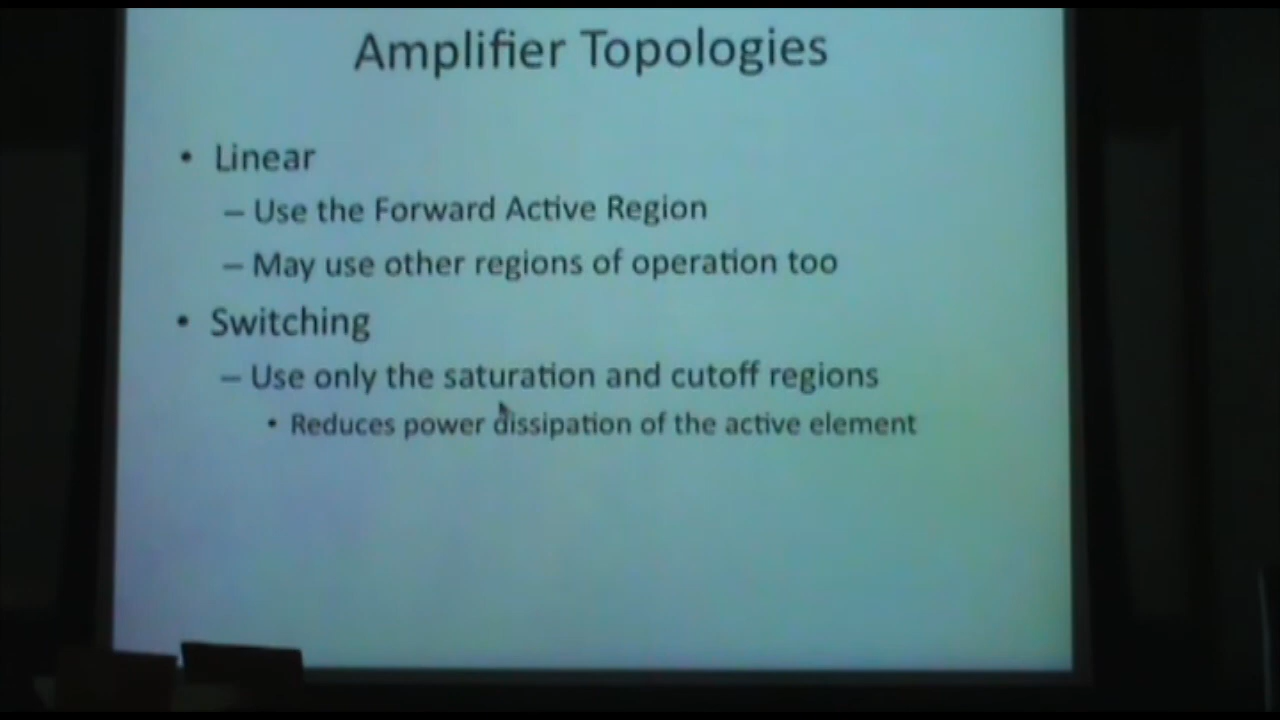 Amplifier Topologies
• Linear
– Use the Forward Active Region
– May use other regions of operation too
• Switching
– Use only the saturation and cutoff regions
• Reduces power dissipation of the active element